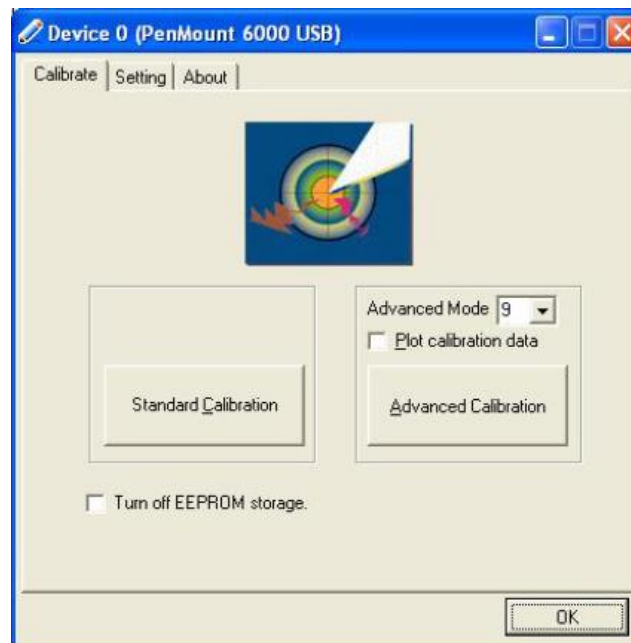 Device 0 (PenMount 6000 USB)
Calibrate Setting About
Advanced Mode 9
Plot calibration data
Standard Calibration
Advanced Calibration
Turn off EEPROM storage.
OK